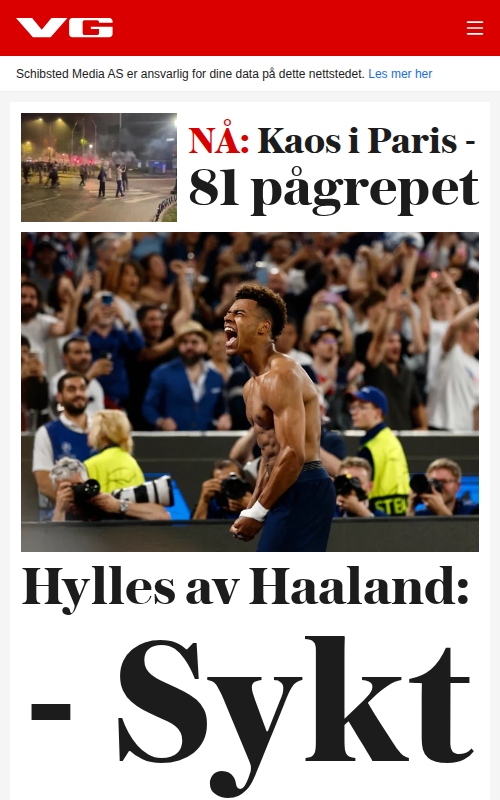 VG
Schibsted Media AS er ansvarlig for dine data på dette nettstedet. Les mer her
NÅ: Kaos i Paris -
81 pågrepet
Hylles av Haaland:
- Sykt